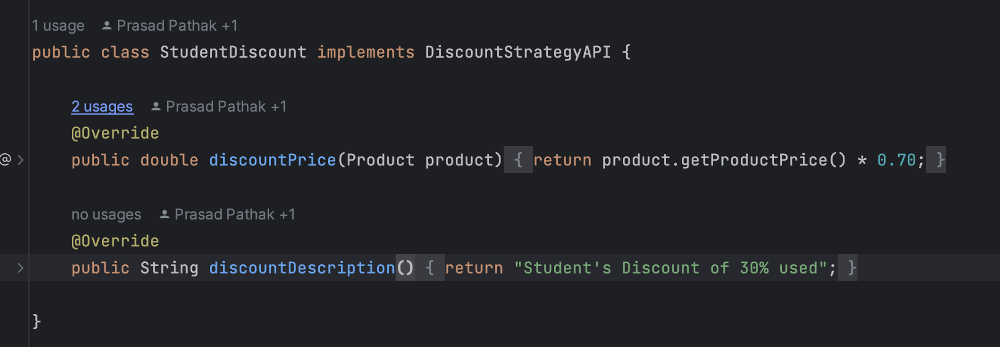 1 usage Prasad Pathak +1
public class StudentDiscount implements DiscountStrategyAPI {
2 usages Prasad Pathak +1
@Override
@ public double discountPrice(Product product) { return product.getProductPrice() * 0.70; }
no usages Prasad Pathak +1
@Override
public String discountDescription() { return "Student's Discount of 30% used"; }
}